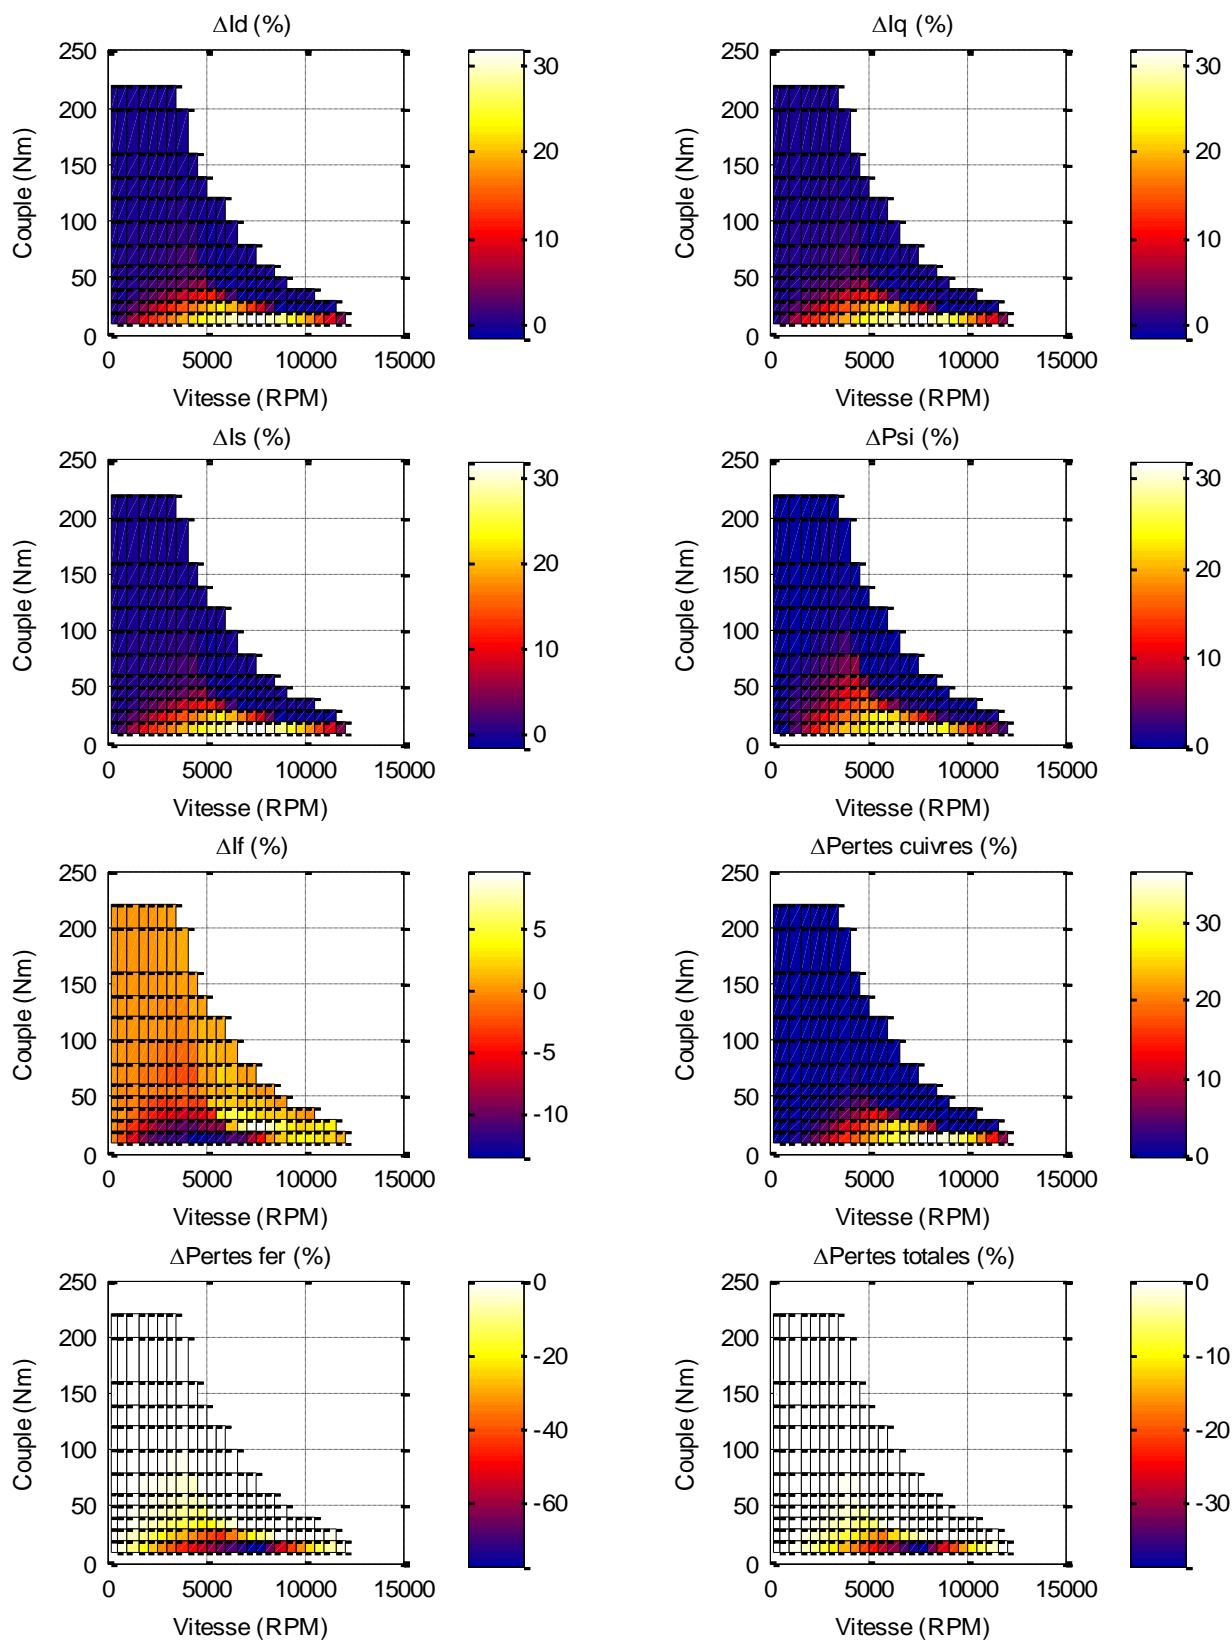 ΔId (%)
250
200
150
100
50
0
Couple (Nm)
0 5000 10000 15000
Vitesse (RPM)
30
20
10
0
ΔIq (%)
250
200
150
100
50
0
Couple (Nm)
0 5000 10000 15000
Vitesse (RPM)
30
20
10
0
ΔIs (%)
250
200
150
100
50
0
Couple (Nm)
0 5000 10000 15000
Vitesse (RPM)
30
20
10
0
ΔPsi (%)
250
200
150
100
50
0
Couple (Nm)
0 5000 10000 15000
Vitesse (RPM)
30
20
10
0
ΔIf (%)
250
200
150
100
50
0
Couple (Nm)
0 5000 10000 15000
Vitesse (RPM)
5
0
-5
-10
ΔPertes cuivres (%)
250
200
150
100
50
0
Couple (Nm)
0 5000 10000 15000
Vitesse (RPM)
30
20
10
0
ΔPertes fer (%)
250
200
150
100
50
0
Couple (Nm)
0 5000 10000 15000
Vitesse (RPM)
0
-20
-40
-60
ΔPertes totales (%)
250
200
150
100
50
0
Couple (Nm)
0 5000 10000 15000
Vitesse (RPM)
0
-10
-20
-30